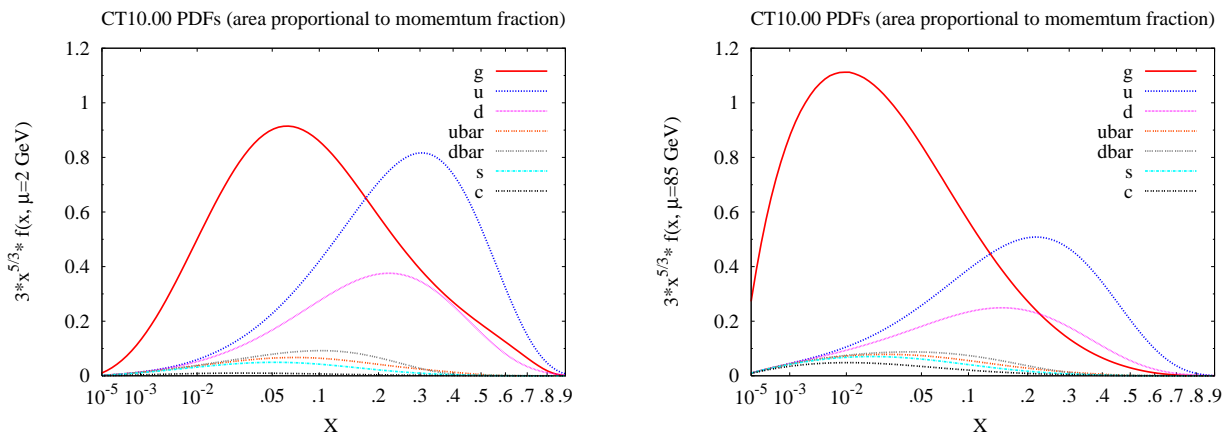 CT10.00 PDFs (area proportional to momemtum fraction)
3*x^{5/3}* f(x, μ=2 GeV)
1.2
1
0.8
0.6
0.4
0.2
0
g
u
d
ubar
dbar
s
c
10^{-5} 10^{-3} 10^{-2} .05 .1 .2 .3 .4 .5 .6 .7 .8 .9
X
CT10.00 PDFs (area proportional to momemtum fraction)
3*x^{5/3}* f(x, μ=85 GeV)
1.2
1
0.8
0.6
0.4
0.2
0
g
u
d
ubar
dbar
s
c
10^{-5} 10^{-3} 10^{-2} .05 .1 .2 .3 .4 .5 .6 .7 .8 .9
X